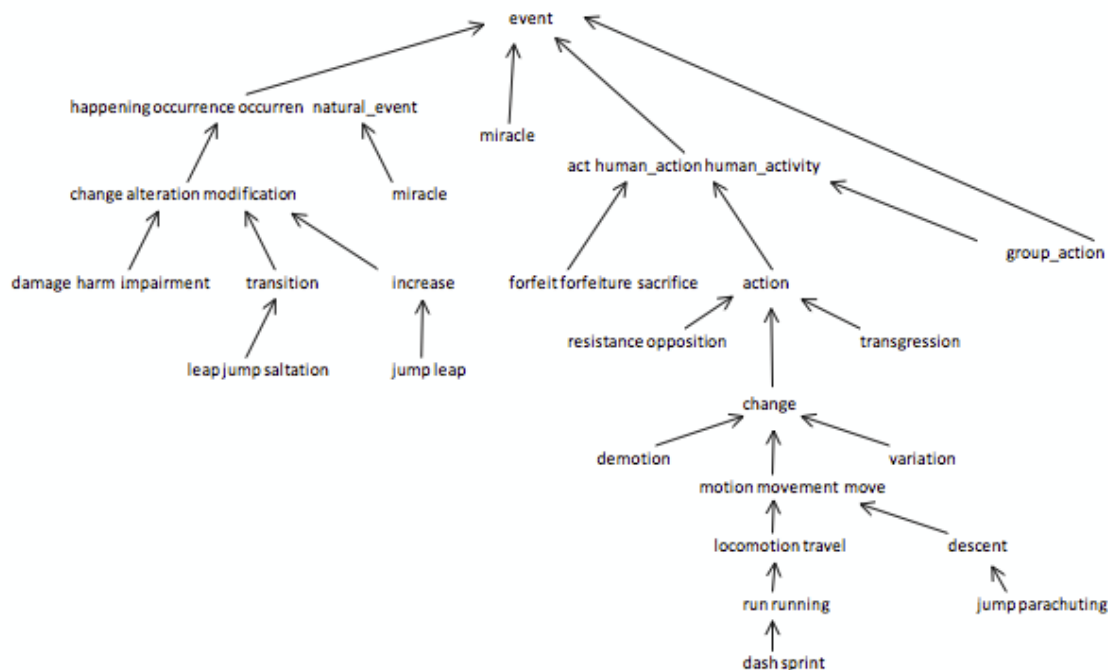 event
happening occurrence occurren natural_event
miracle
act human_action human_activity
change alteration modification
miracle
group_action
damage harm impairment
transition
increase
forfeit forfeiture sacrifice
action
resistance opposition
transgression
leap jump saltation
jump leap
change
demotion
variation
motion movement move
locomotion travel
descent
run running
jump parachuting
dash sprint